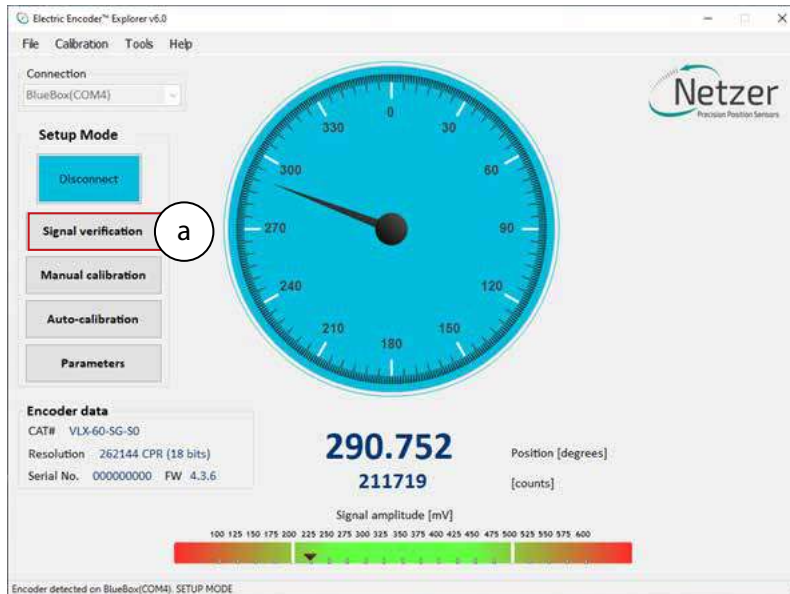 Electric Encoder™ Explorer v6.0
File Calibration Tools Help
Connection
BlueBox(COM4)
Netzer
Precision Position Sensors
Setup Mode
Disconnect
Signal verification
a
Manual calibration
Auto-calibration
Parameters
0
30
60
90
120
150
180
210
240
270
300
330
Encoder data
CAT# VLX-60-SG-S0
Resolution 262144 CPR (18 bits)
Serial No. 000000000 FW 4.3.6
290.752 Position [degrees]
211719 [counts]
Signal amplitude [mV]
100 125 150 175 200 225 250 275 300 325 350 375 400 425 450 475 500 525 550 575 600
Encoder detected on BlueBox(COM4). SETUP MODE